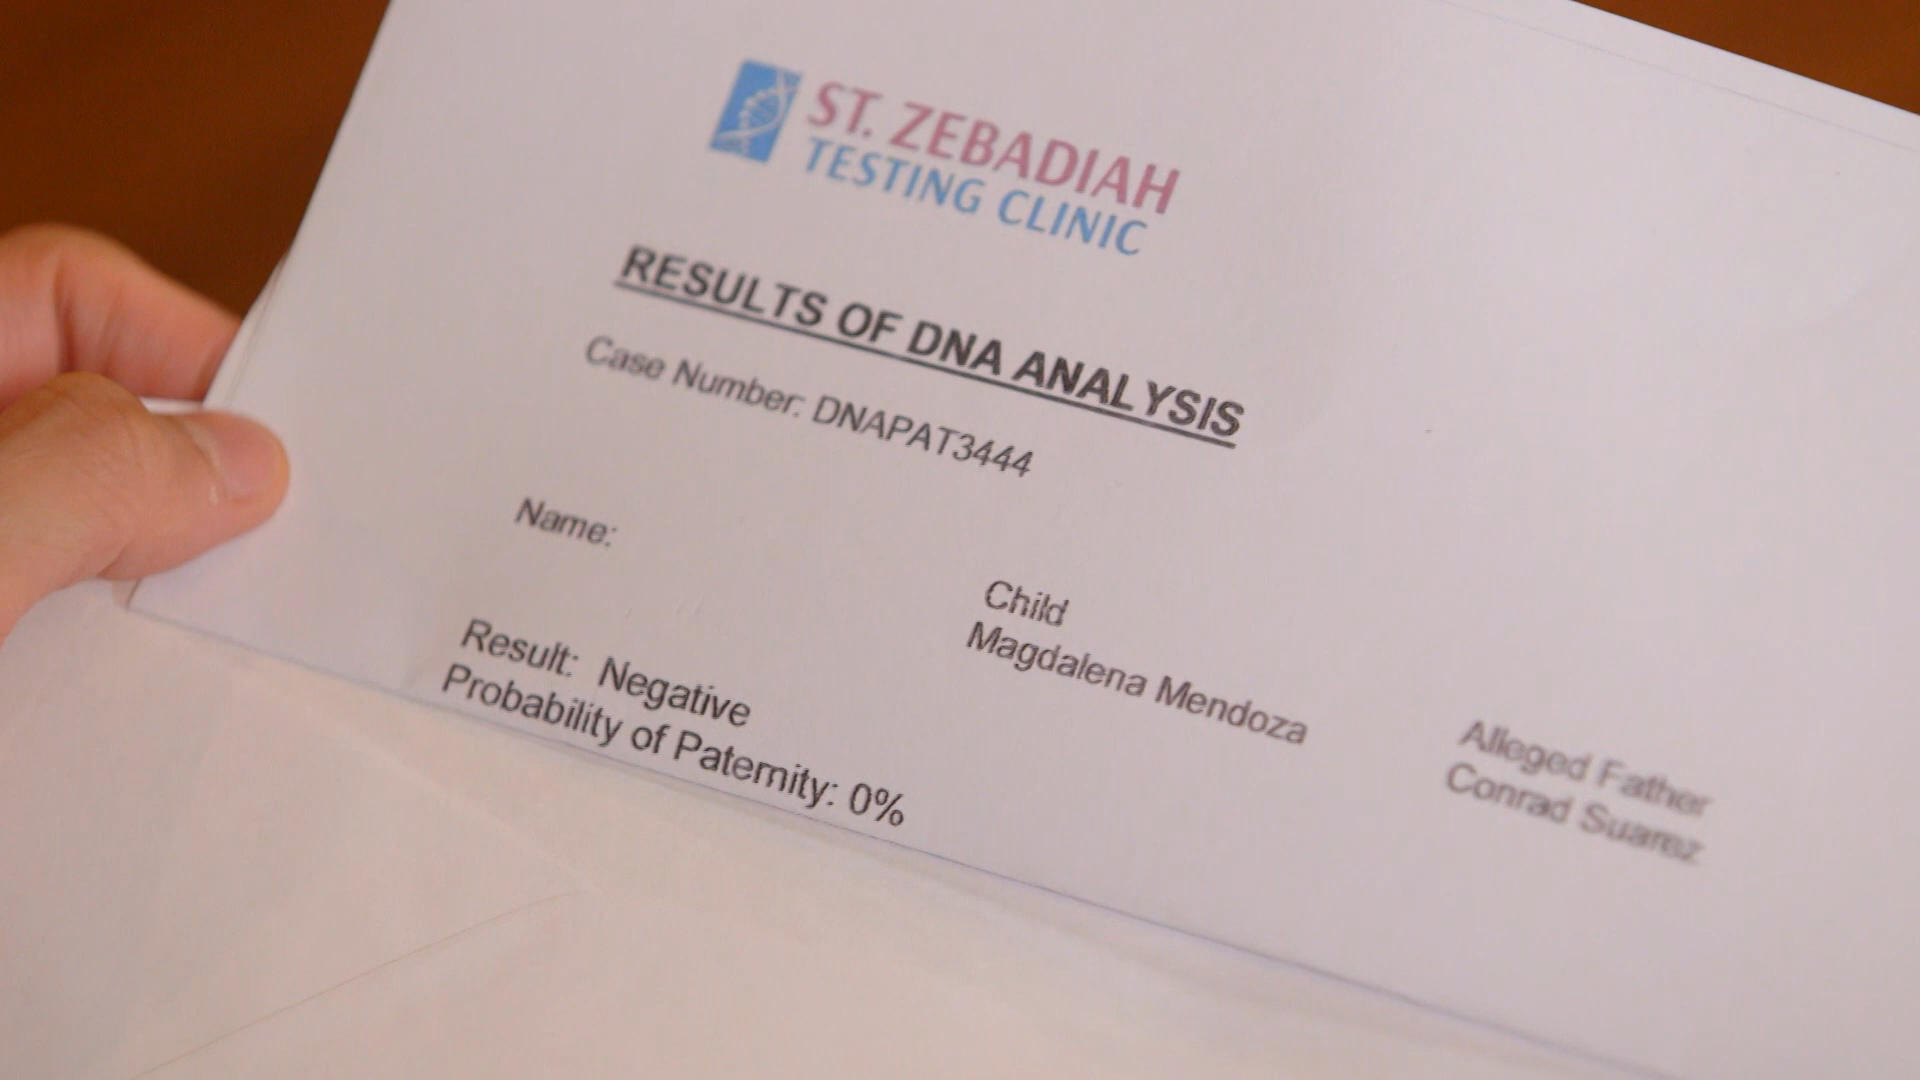 ST. ZEBADIAH
TESTING CLINIC
RESULTS OF DNA ANALYSIS
Case Number: DNAPAT3444
Name:
Child
Magdalena Mendoza
Alleged Father
Conrad Suarez
Result: Negative
Probability of Paternity: 0%